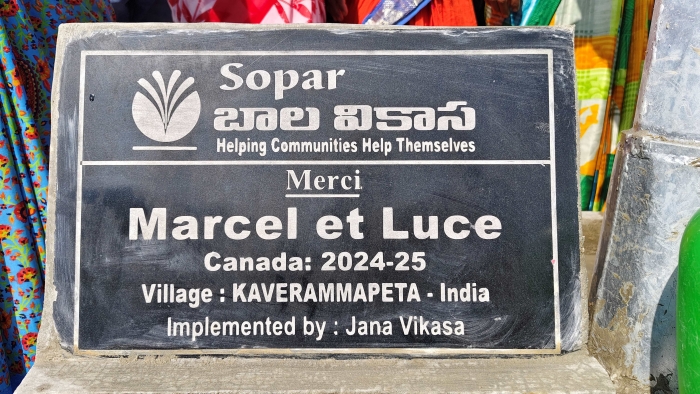 Sopar
బాల వికాస
Helping Communities Help Themselves
Merci
Marcel et Luce
Canada: 2024-25
Village : KAVERAMMAPETA - India
Implemented by : Jana Vikasa